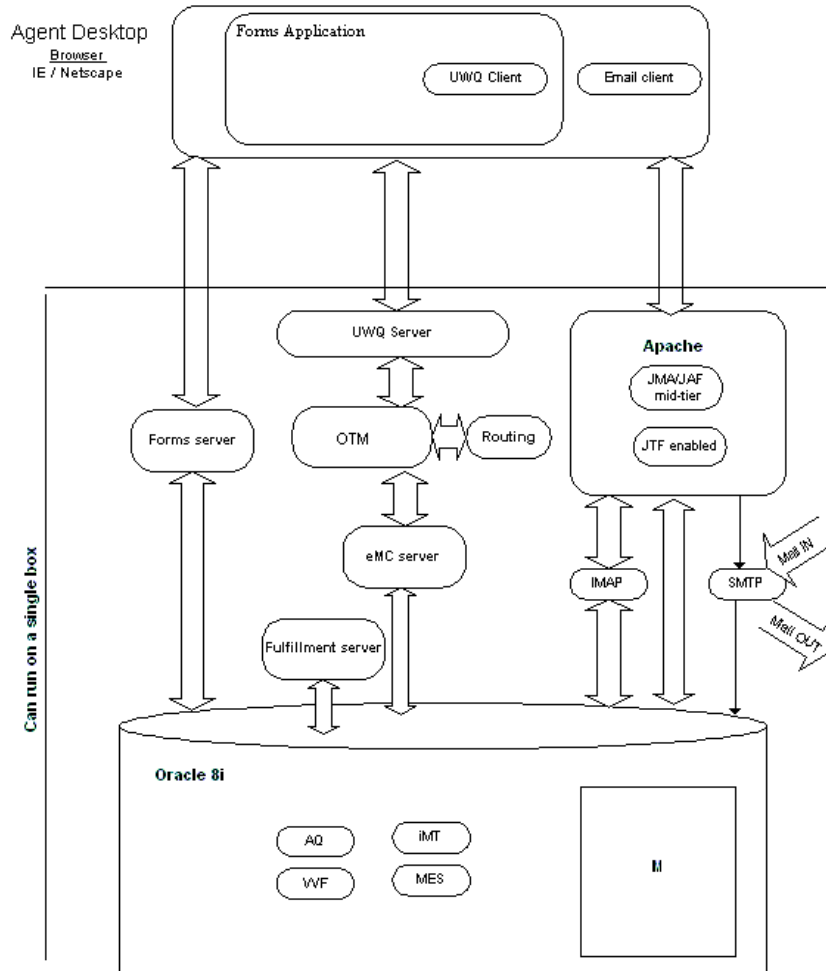 Agent Desktop
Browser
IE / Netscape
Forms Application
UWQ Client
Email client
UWQ Server
Apache
JMA/JAF
mid-tier
JTF enabled
Forms server
OTM
Routing
eMC server
IMAP
SMTP
Mail IN
Mail OUT
Fulfillment server
Can run on a single box
Oracle 8i
AQ
iMT
WF
MES
M